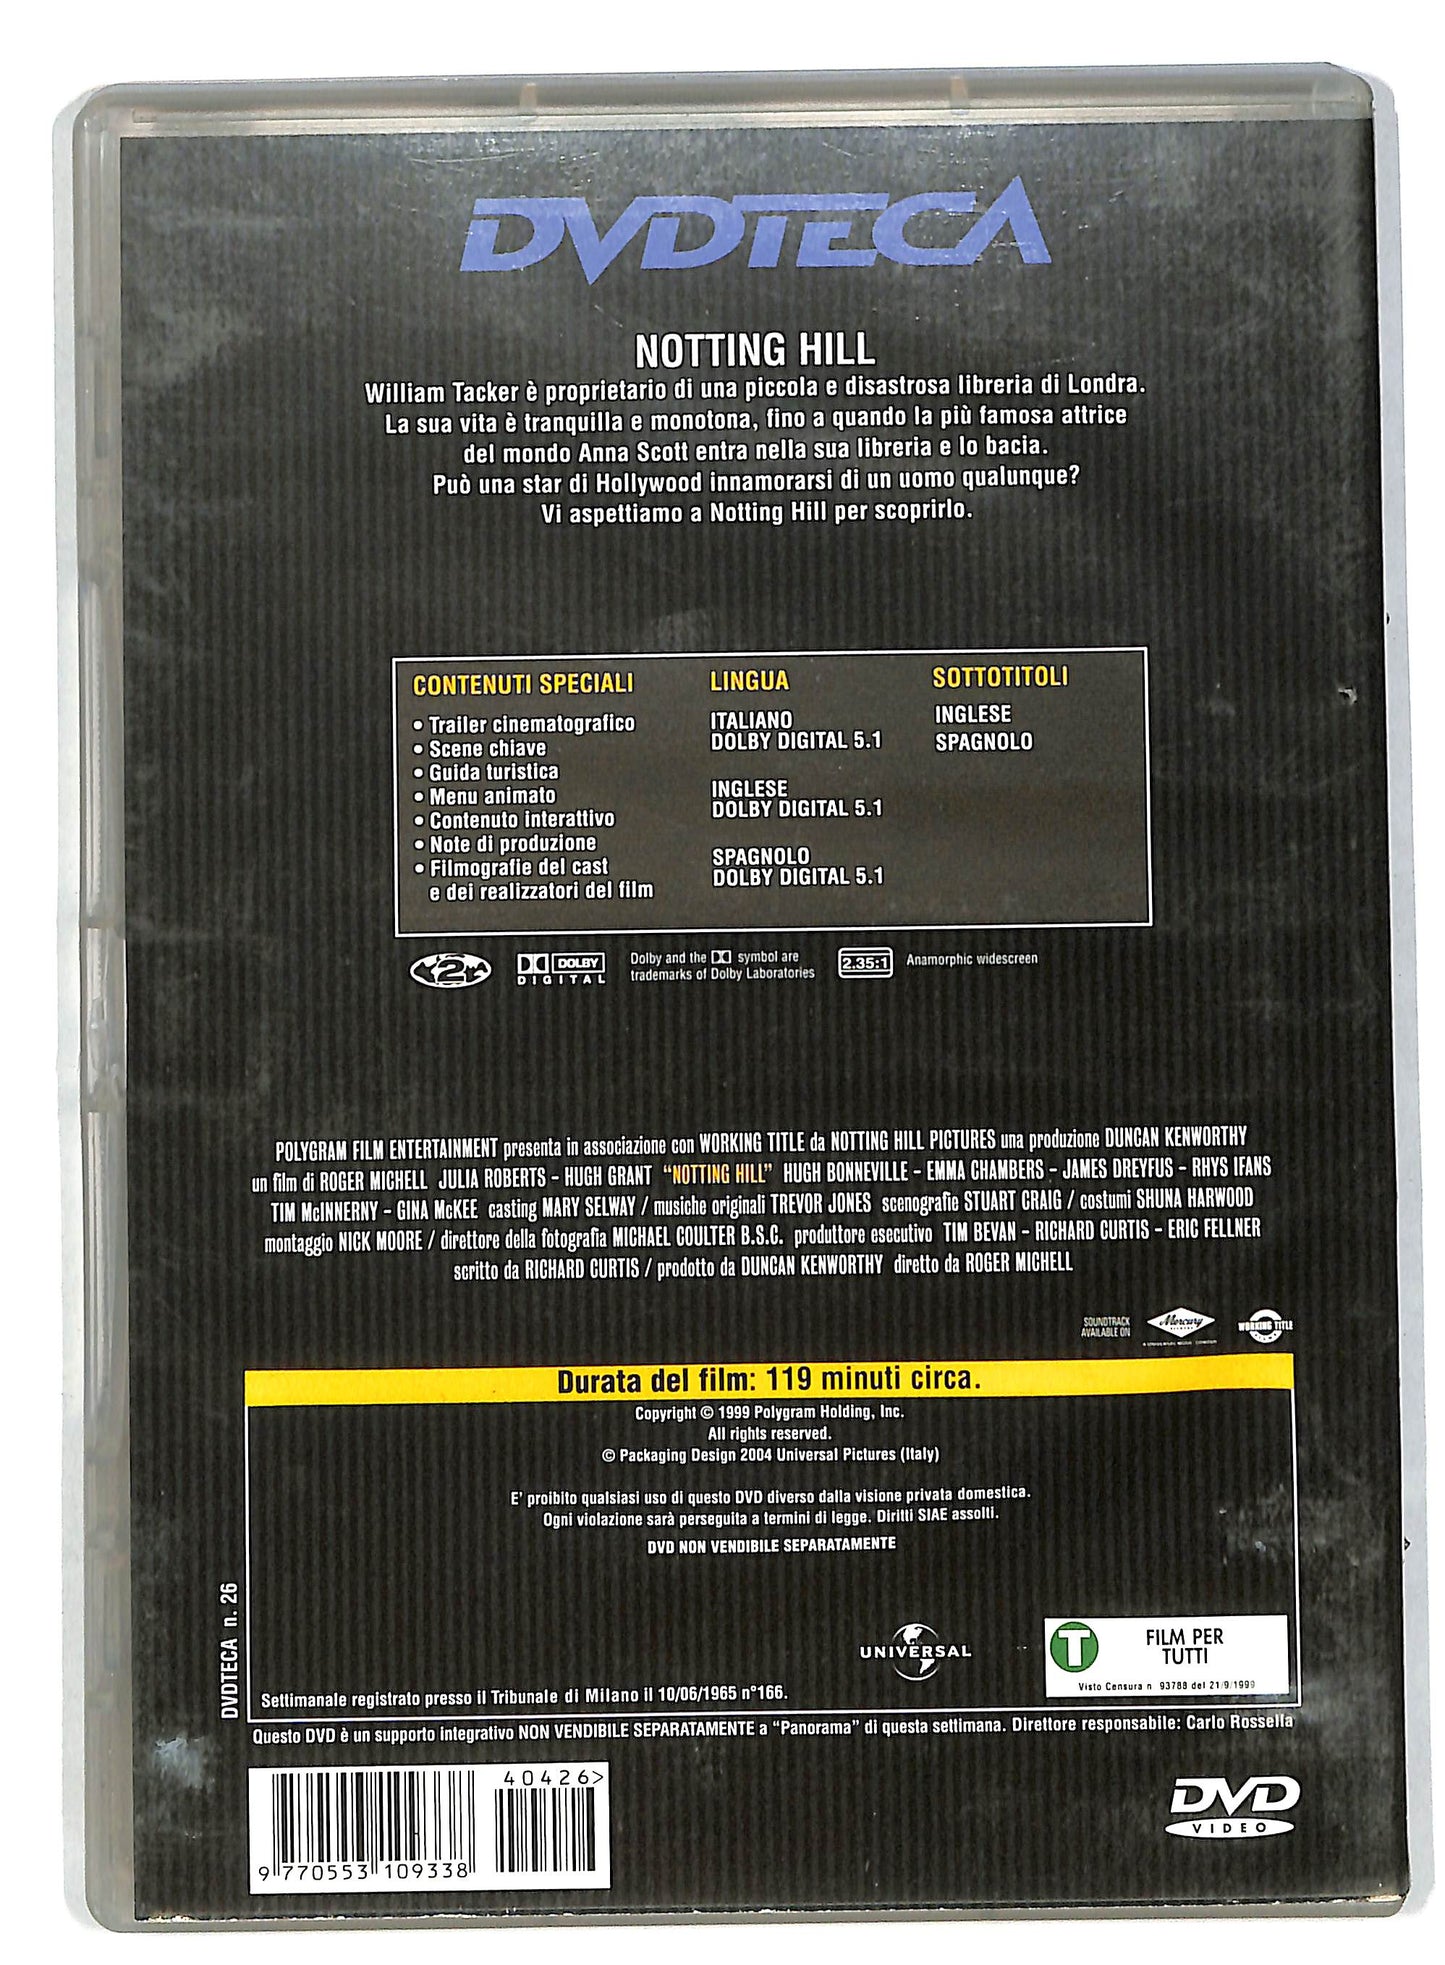 DVDTECA
NOTTING HILL
William Tacker è proprietario di una piccola e disastrosa libreria di Londra.
La sua vita è tranquilla e monotona, fino a quando la più famosa attrice
del mondo Anna Scott entra nella sua libreria e lo bacia.
Può una star di Hollywood innamorarsi di un uomo qualunque?
Vi aspettiamo a Notting Hill per scoprirlo.
CONTENUTI SPECIALI
• Trailer cinematografico
• Scene chiave
• Guida turistica
• Menu animato
• Contenuto interattivo
• Note di produzione
• Filmografie del cast
e dei realizzatori del film
LINGUA
ITALIANO
DOLBY DIGITAL 5.1
INGLESE
DOLBY DIGITAL 5.1
SPAGNOLO
DOLBY DIGITAL 5.1
SOTTOTITOLI
INGLESE
SPAGNOLO
2
DOLBY
DIGITAL
Dolby and the symbol are
trademarks of Dolby Laboratories
2.35:1
Anamorphic widescreen
POLYGRAM FILM ENTERTAINMENT presenta in associazione con WORKING TITLE da NOTTING HILL PICTURES una produzione DUNCAN KENWORTHY
un film di ROGER MICHELL JULIA ROBERTS - HUGH GRANT "NOTTING HILL" HUGH BONNEVILLE - EMMA CHAMBERS - JAMES DREYFUS - RHYS IFANS
TIM McINNERNY - GINA McKEE casting MARY SELWAY / musiche originali TREVOR JONES scenografie STUART CRAIG / costumi SHUNA HARWOOD
montaggio NICK MOORE / direttore della fotografia MICHAEL COULTER B.S.C. produttore esecutivo TIM BEVAN - RICHARD CURTIS - ERIC FELLNER
scritto da RICHARD CURTIS / prodotto da DUNCAN KENWORTHY diretto da ROGER MICHELL
SOUNDTRACK
AVAILABLE ON
Mercury
WORKING TITLE
Durata del film: 119 minuti circa.
Copyright © 1999 Polygram Holding, Inc.
All rights reserved.
© Packaging Design 2004 Universal Pictures (Italy)
E' proibito qualsiasi uso di questo DVD diverso dalla visione privata domestica.
Ogni violazione sarà perseguita a termini di legge. Diritti SIAE assolti.
DVD NON VENDIBILE SEPARATAMENTE
DVDTECA n. 26
UNIVERSAL
T
FILM PER
TUTTI
Visto Censura n 93788 del 21/9/1999
Settimanale registrato presso il Tribunale di Milano il 10/06/1965 n°166.
Questo DVD è un supporto integrativo NON VENDIBILE SEPARATAMENTE a "Panorama" di questa settimana. Direttore responsabile: Carlo Rossella
40426>
9 770553 109338
DVD
VIDEO